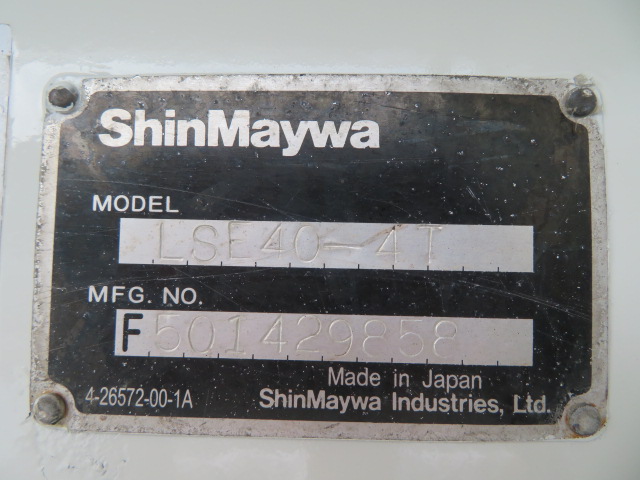 ShinMaywa
MODEL
LSE40-4T
MFG. NO.
F501429858
Made in Japan
4-26572-00-1A
ShinMaywa Industries, Ltd.